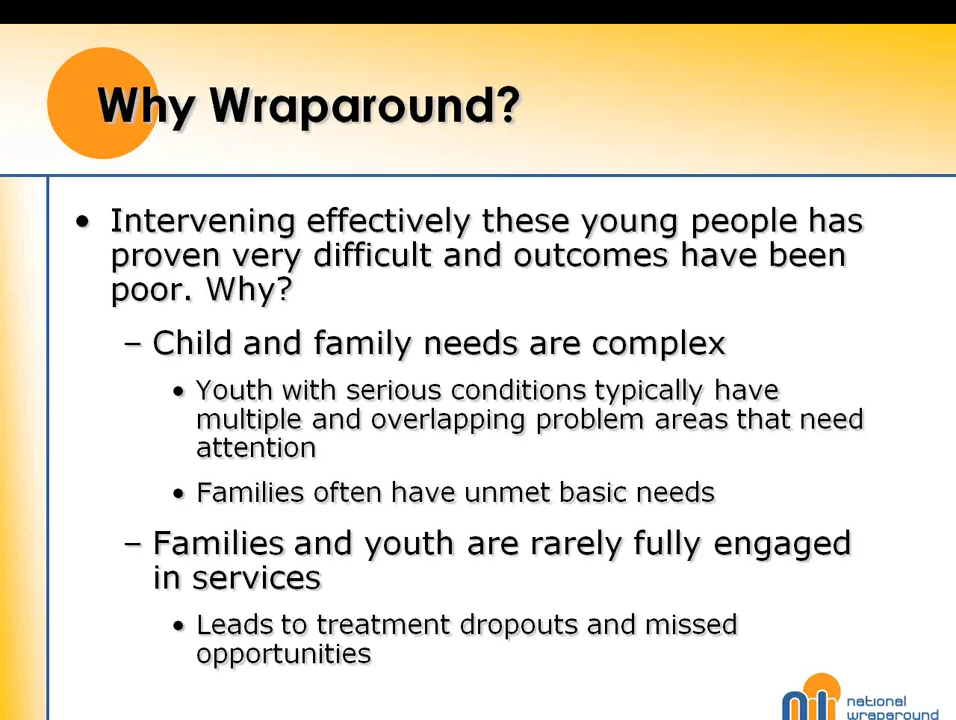 Why Wraparound?
• Intervening effectively these young people has
proven very difficult and outcomes have been
poor. Why?
– Child and family needs are complex
• Youth with serious conditions typically have
multiple and overlapping problem areas that need
attention
• Families often have unmet basic needs
– Families and youth are rarely fully engaged
in services
• Leads to treatment dropouts and missed
opportunities
national
wraparound